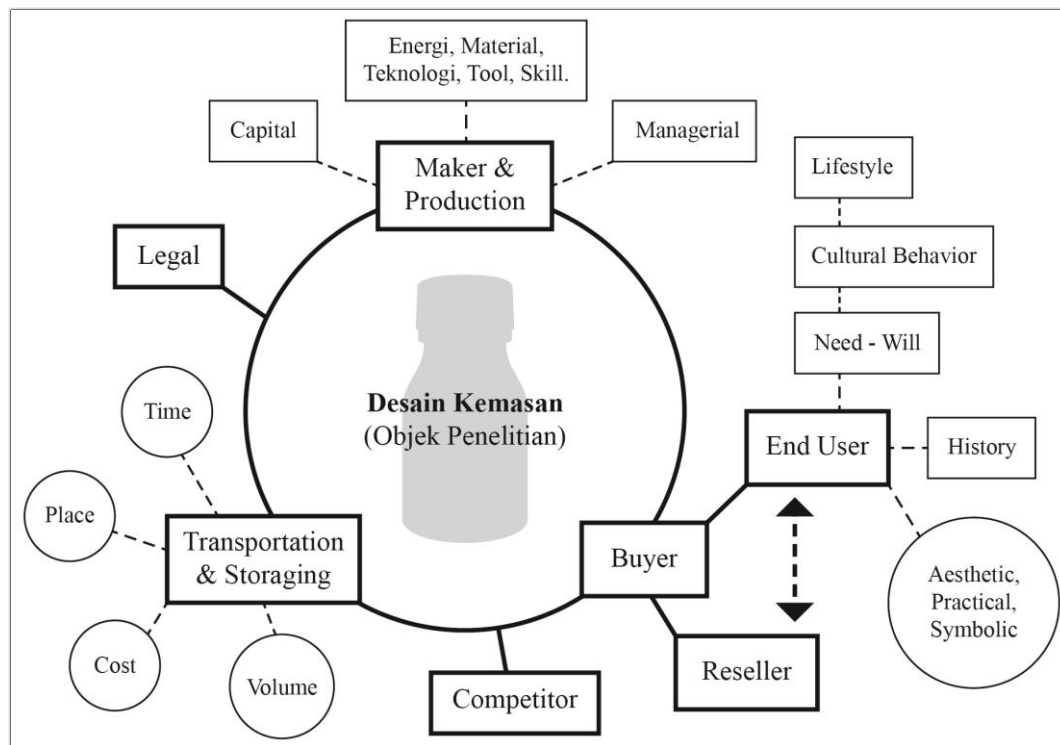 Energi, Material,
Teknologi, Tool, Skill.
Capital
Managerial
Maker &
Production
Lifestyle
Legal
Cultural Behavior
Need - Will
Desain Kemasan
(Objek Penelitian)
Time
End User
History
Place
Transportation
& Storaging
Buyer
Aesthetic,
Practical,
Symbolic
Cost
Volume
Competitor
Reseller